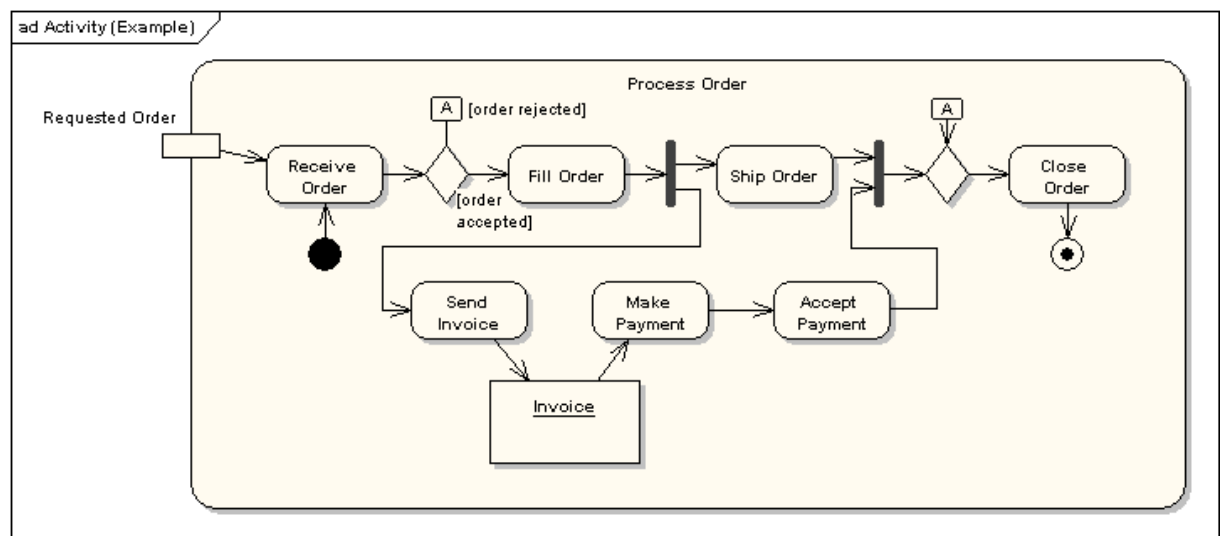 ad Activity (Example)
Process Order
Requested Order
A
[order rejected]
A
Receive
Order
Fill Order
Ship Order
Close
Order
[order
accepted]
Send
Invoice
Make
Payment
Accept
Payment
Invoice